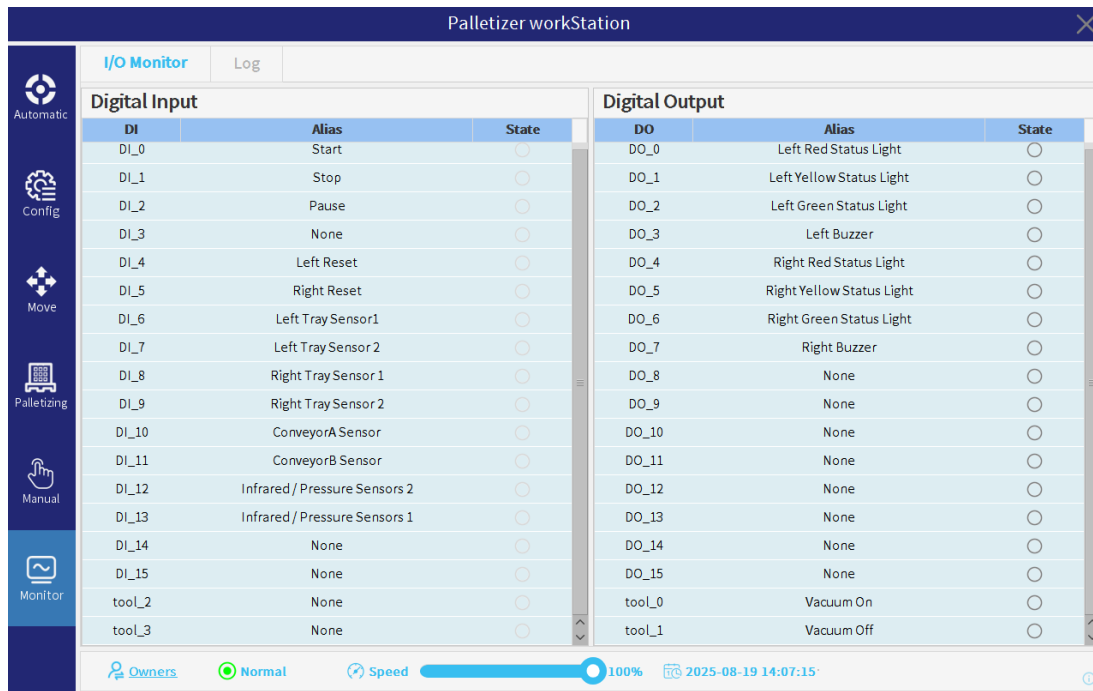 Palletizer workStation
I/O Monitor Log
Automatic
Config
Move
Palletizing
Manual
Monitor
Digital Input
DI Alias State
DI_0 Start
DI_1 Stop
DI_2 Pause
DI_3 None
DI_4 Left Reset
DI_5 Right Reset
DI_6 Left Tray Sensor1
DI_7 Left Tray Sensor 2
DI_8 Right Tray Sensor 1
DI_9 Right Tray Sensor 2
DI_10 ConveyorA Sensor
DI_11 ConveyorB Sensor
DI_12 Infrared / Pressure Sensors 2
DI_13 Infrared / Pressure Sensors 1
DI_14 None
DI_15 None
tool_2 None
tool_3 None
Digital Output
DO Alias State
DO_0 Left Red Status Light
DO_1 Left Yellow Status Light
DO_2 Left Green Status Light
DO_3 Left Buzzer
DO_4 Right Red Status Light
DO_5 Right Yellow Status Light
DO_6 Right Green Status Light
DO_7 Right Buzzer
DO_8 None
DO_9 None
DO_10 None
DO_11 None
DO_12 None
DO_13 None
DO_14 None
DO_15 None
tool_0 Vacuum On
tool_1 Vacuum Off
Owners Normal Speed 100% 2025-08-19 14:07:15